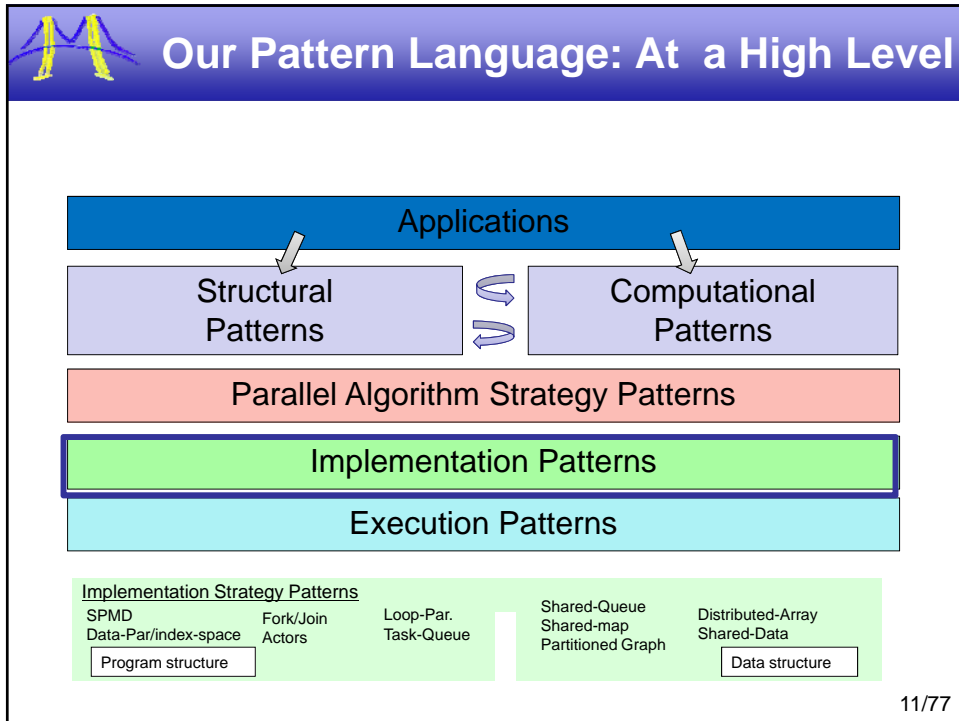 Our Pattern Language: At a High Level
Applications
Structural
Patterns
Computational
Patterns
Parallel Algorithm Strategy Patterns
Implementation Patterns
Execution Patterns
Implementation Strategy Patterns
SPMD
Data-Par/index-space
Fork/Join
Actors
Loop-Par.
Task-Queue
Program structure
Shared-Queue
Shared-map
Partitioned Graph
Distributed-Array
Shared-Data
Data structure
11/77